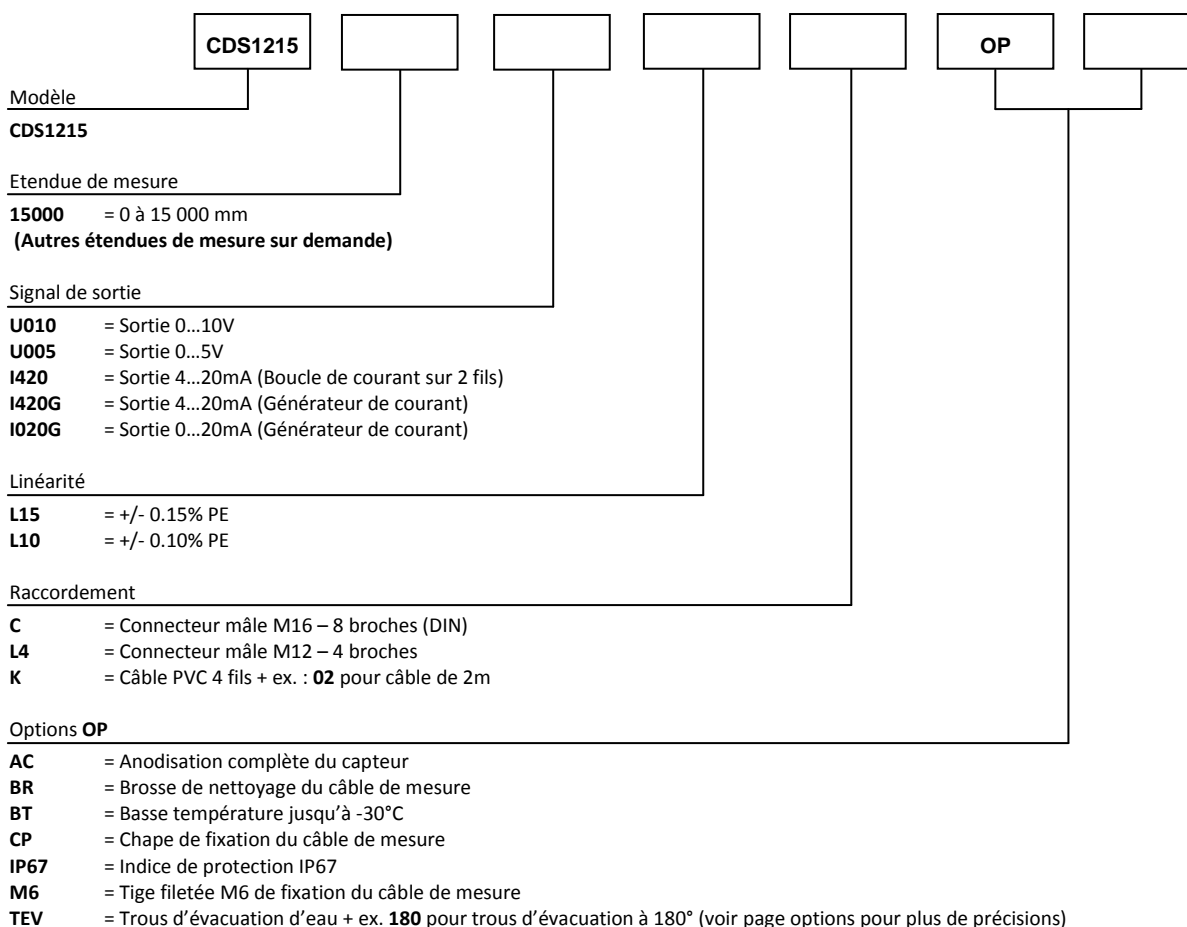 CDS1215 OP
Modèle
CDS1215
Etendue de mesure
15000 = 0 à 15 000 mm
(Autres étendues de mesure sur demande)
Signal de sortie
U010 = Sortie 0…10V
U005 = Sortie 0…5V
I420 = Sortie 4…20mA (Boucle de courant sur 2 fils)
I420G = Sortie 4…20mA (Générateur de courant)
I020G = Sortie 0…20mA (Générateur de courant)
Linéarité
L15 = +/- 0.15% PE
L10 = +/- 0.10% PE
Raccordement
C = Connecteur mâle M16 – 8 broches (DIN)
L4 = Connecteur mâle M12 – 4 broches
K = Câble PVC 4 fils + ex. : 02 pour câble de 2m
Options OP
AC = Anodisation complète du capteur
BR = Brosse de nettoyage du câble de mesure
BT = Basse température jusqu’à -30°C
CP = Chape de fixation du câble de mesure
IP67 = Indice de protection IP67
M6 = Tige filetée M6 de fixation du câble de mesure
TEV = Trous d’évacuation d’eau + ex. 180 pour trous d’évacuation à 180° (voir page options pour plus de précisions)